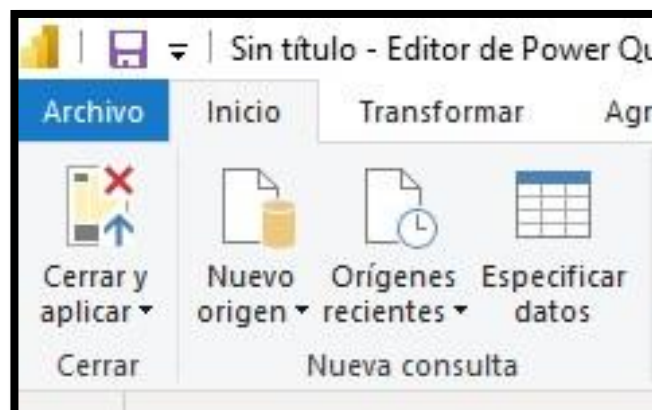 Sin título - Editor de Power Qu
Archivo Inicio Transformar Agr
Cerrar y aplicar
Nuevo origen
Orígenes recientes
Especificar datos
Cerrar Nueva consulta